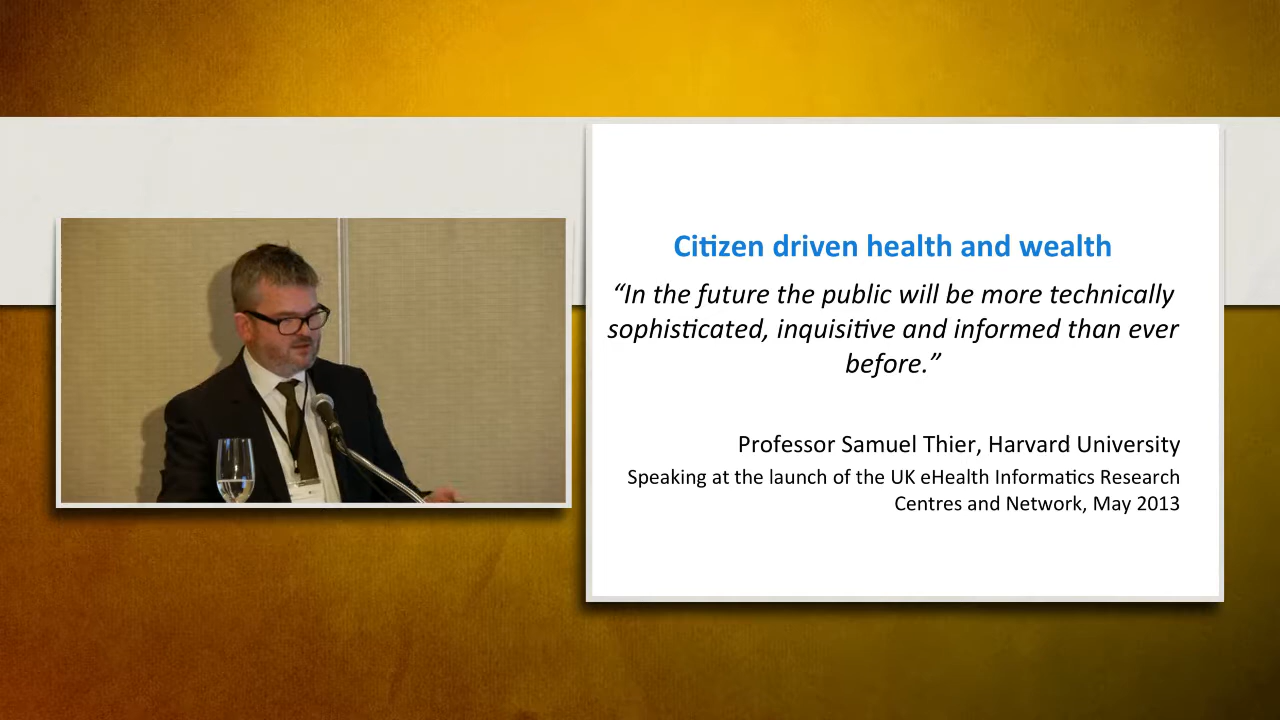 Citizen driven health and wealth
“In the future the public will be more technically
sophisticated, inquisitive and informed than ever
before.”
Professor Samuel Thier, Harvard University
Speaking at the launch of the UK eHealth Informatics Research
Centres and Network, May 2013